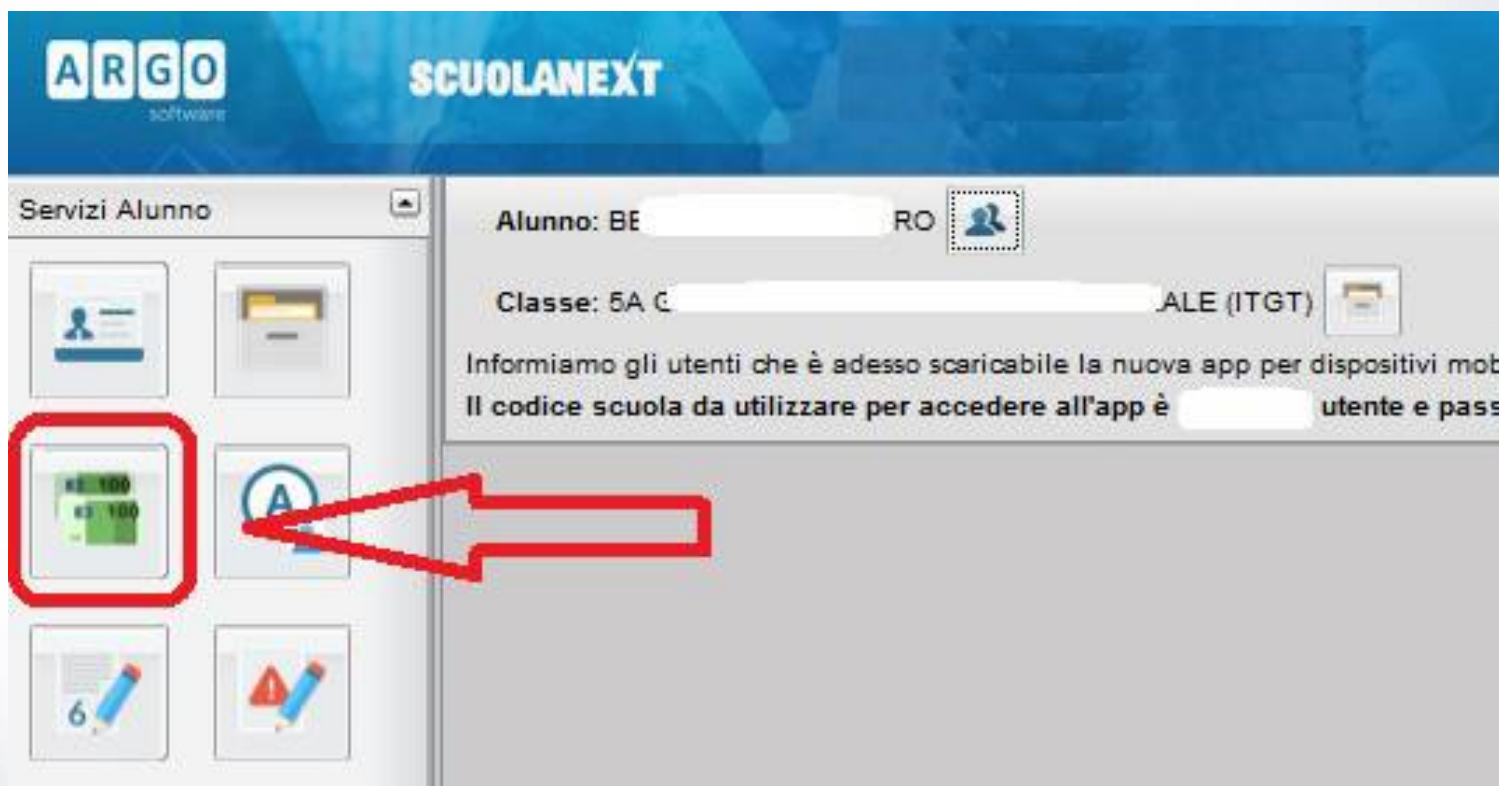 ARGO
software
SCUOLANEXT
Servizi Alunno
Alunno: BE RO
Classe: 5A ALE (ITGT)
Informiamo gli utenti che è adesso scaricabile la nuova app per dispositivi mob
Il codice scuola da utilizzare per accedere all'app è utente e pass
100
100
A
6